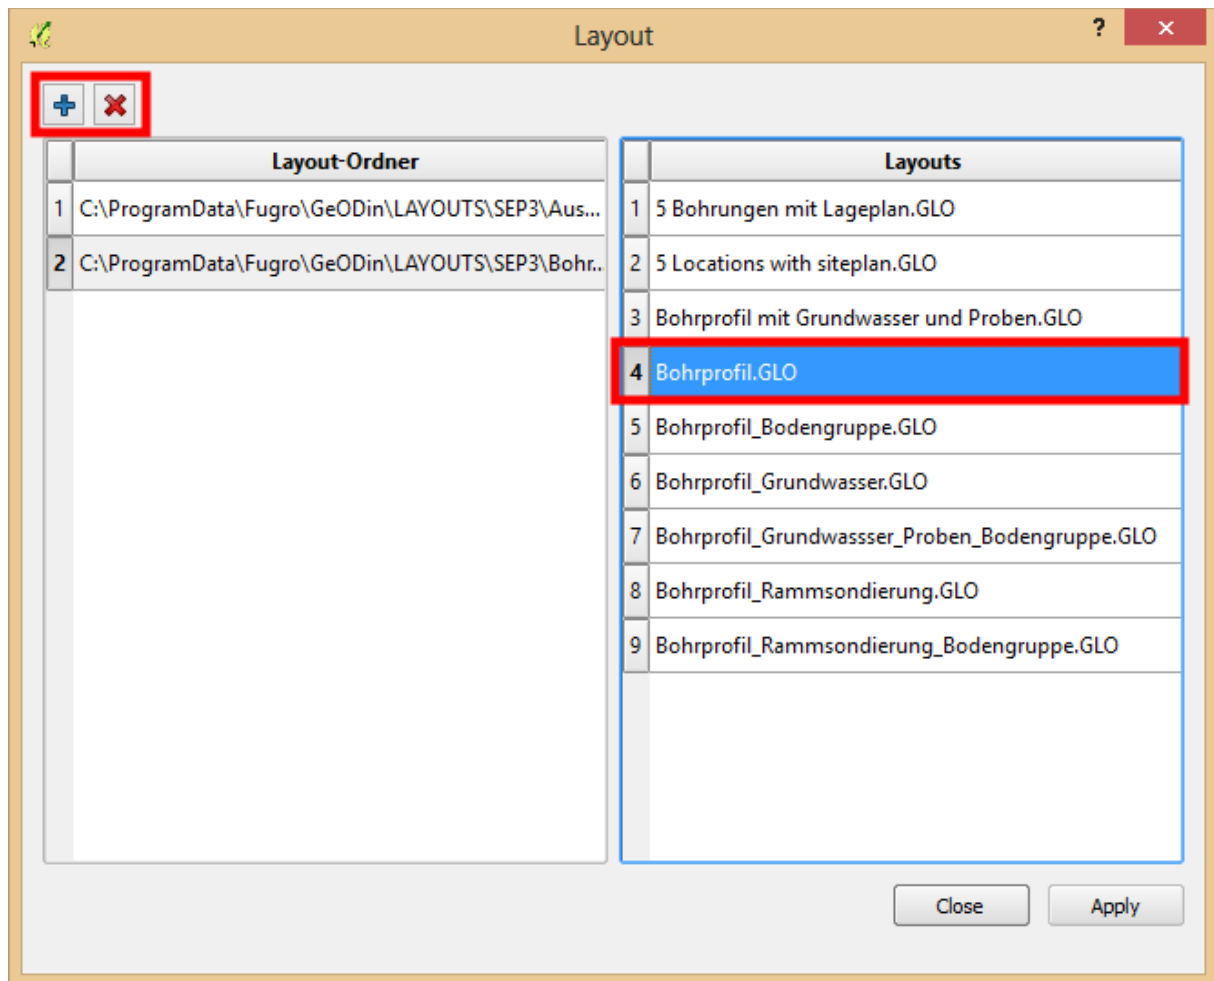 Layout
?
Layout-Ordner
1 C:\ProgramData\Fugro\GeODin\LAYOUTS\SEP3\Aus...
2 C:\ProgramData\Fugro\GeODin\LAYOUTS\SEP3\Bohr...
Layouts
1 5 Bohrungen mit Lageplan.GLO
2 5 Locations with siteplan.GLO
3 Bohrprofil mit Grundwasser und Proben.GLO
4 Bohrprofil.GLO
5 Bohrprofil_Bodengruppe.GLO
6 Bohrprofil_Grundwasser.GLO
7 Bohrprofil_Grundwassser_Proben_Bodengruppe.GLO
8 Bohrprofil_Rammsondierung.GLO
9 Bohrprofil_Rammsondierung_Bodengruppe.GLO
Close
Apply